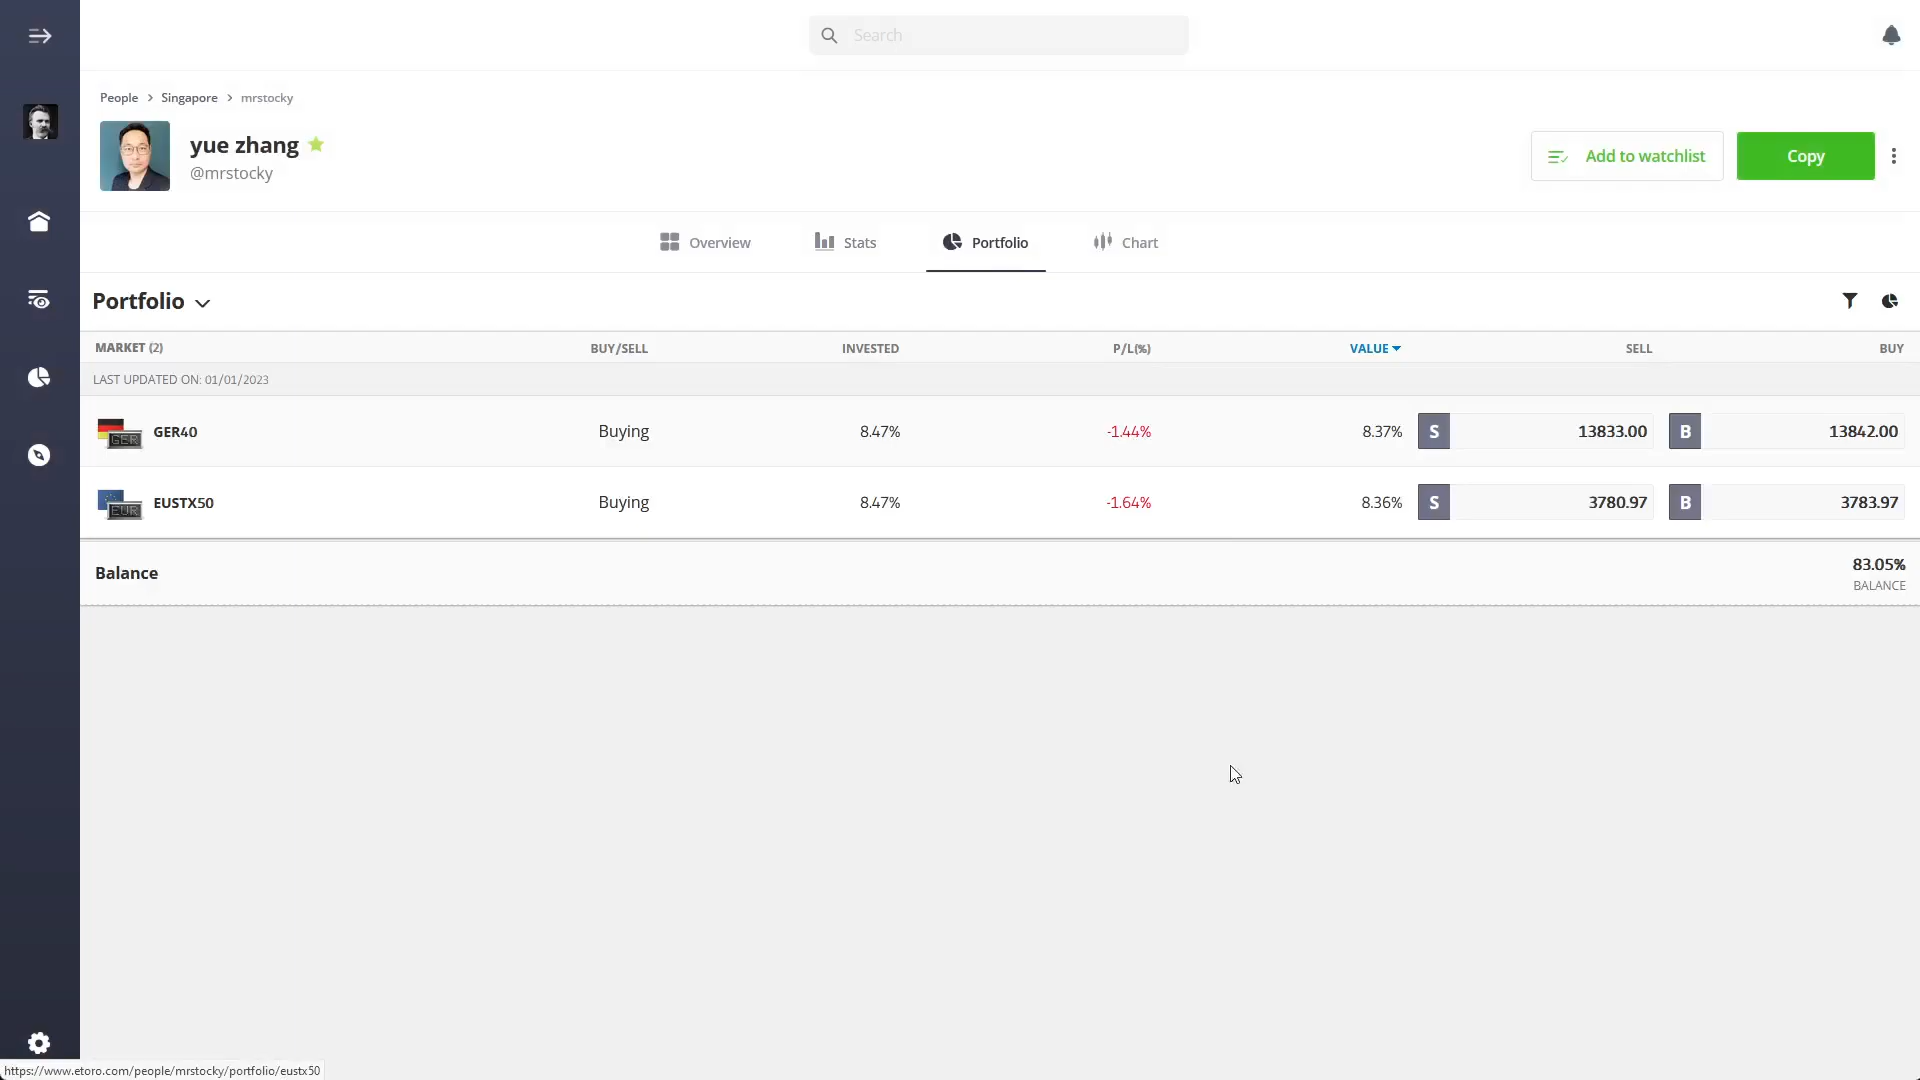 Search
People > Singapore > mrstocky
yue zhang
@mrstocky
Add to watchlist
Copy
Overview
Stats
Portfolio
Chart
Portfolio
MARKET (2) BUY/SELL INVESTED P/L(%) VALUE SELL BUY
LAST UPDATED ON: 01/01/2023
GER GER40 Buying 8.47% -1.44% 8.37% S 13833.00 B 13842.00
EUR EUSTX50 Buying 8.47% -1.64% 8.36% S 3780.97 B 3783.97
Balance 83.05%
BALANCE
https://www.etoro.com/people/mrstocky/portfolio/eustx50